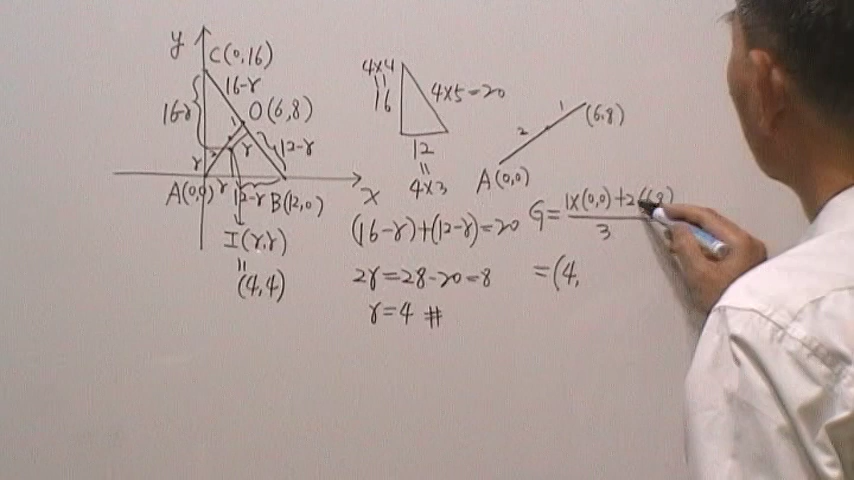 y
C(0,16)
16-r
16-r
O(6,8)
1
2
12-r
r
r
r
A(0,0)
12-r
B(12,0)
x
I(r,r)
=
(4,4)
4×4
=
16
4×5=20
12
=
4×3
1
2
(6,8)
A(0,0)
(16-r)+(12-r)=20
2r=28-20=8
r=4 #
G=
1×(0,0)+2(
8)
3
=(4,